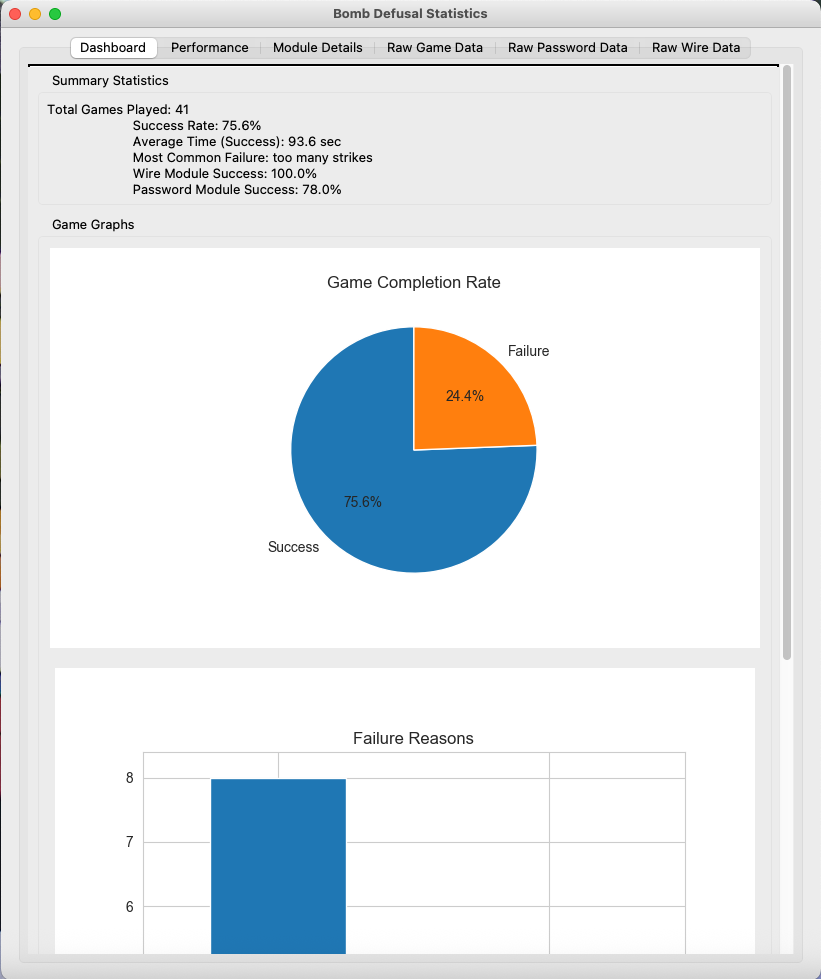 Bomb Defusal Statistics
Dashboard Performance Module Details Raw Game Data Raw Password Data Raw Wire Data
Summary Statistics
Total Games Played: 41
Success Rate: 75.6%
Average Time (Success): 93.6 sec
Most Common Failure: too many strikes
Wire Module Success: 100.0%
Password Module Success: 78.0%
Game Graphs
Game Completion Rate
Failure
24.4%
75.6%
Success
Failure Reasons
8
7
6